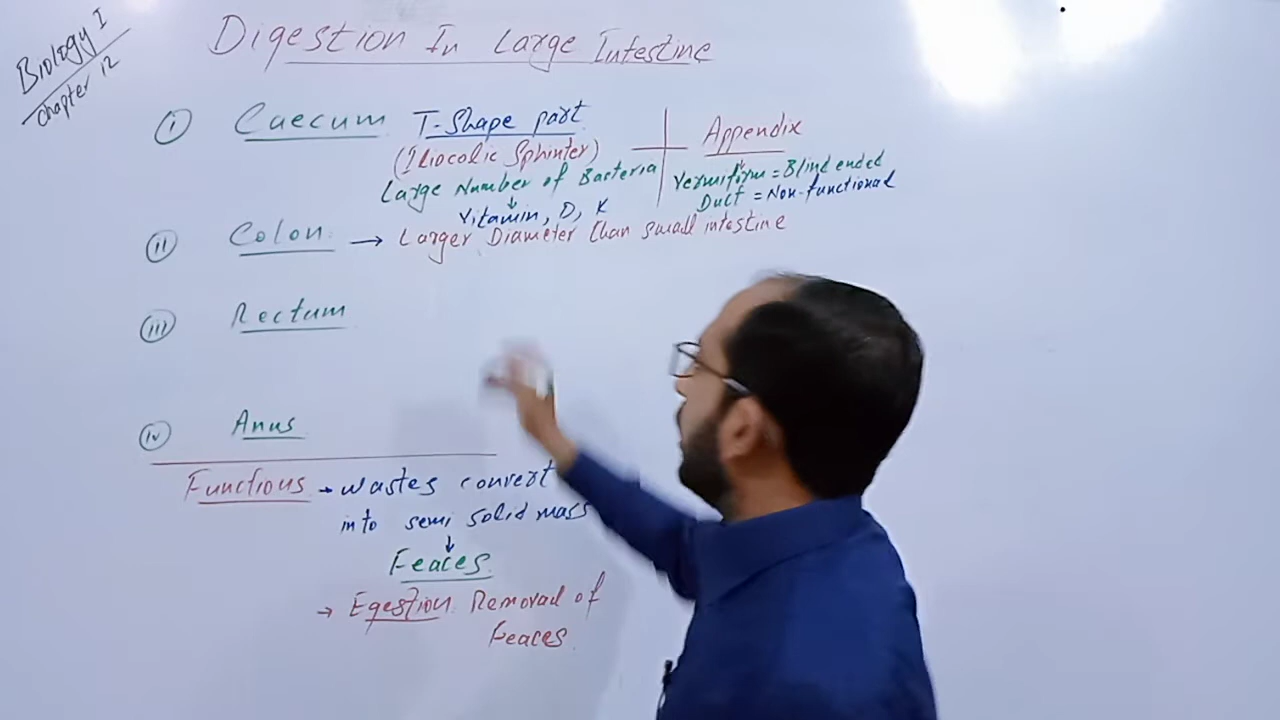 Biology I
Chapter 12
Digestion In Large Intestine
i Caecum T-Shape part
(Iliocolic Sphinter)
Large Number of Bacteria
↓
Vitamin, D, K
Appendix
Vermiform = Blind ended
Duct = Non-functional
ii Colon → Larger Diameter than small intestine
iii Rectum
iv Anus
Functions → wastes convert
into semi solid mass
↓
Feaces
→ Egestion Removal of
Feaces